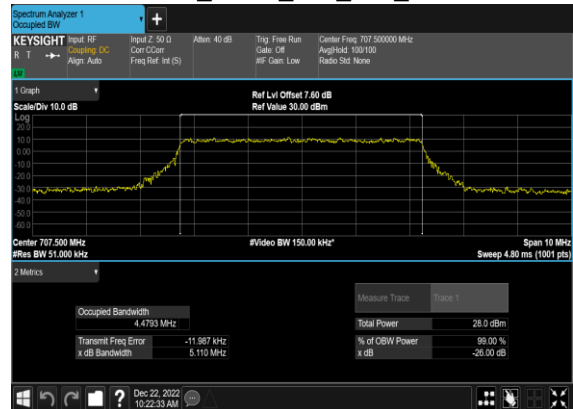 Spectrum Analyzer 1
Occupied BW
+
KEYSIGHT Input: RF Input Z: 50 Ω Atten: 40 dB Trig: Free Run Center Freq: 707.500000 MHz
R T Coupling: DC Corr CCorr Gate: Off Avg|Hold: 100/100
Align: Auto Freq Ref: Int (S) #IF Gain: Low Radio Std: None
1 Graph
Ref Lvl Offset 7.60 dB
Scale/Div 10.0 dB Ref Value 30.00 dBm
Log
20.0
10.0
0.00
-10.0
-20.0
-30.0
-40.0
-50.0
-60.0
Center 707.500 MHz #Video BW 150.00 kHz* Span 10 MHz
#Res BW 51.000 kHz Sweep 4.80 ms (1001 pts)
2 Metrics
Measure Trace Trace 1
Occupied Bandwidth
4.4793 MHz Total Power 28.0 dBm
Transmit Freq Error -11.987 kHz % of OBW Power 99.00 %
x dB Bandwidth 5.110 MHz x dB -26.00 dB
? Dec 22, 2022
10:22:33 AM